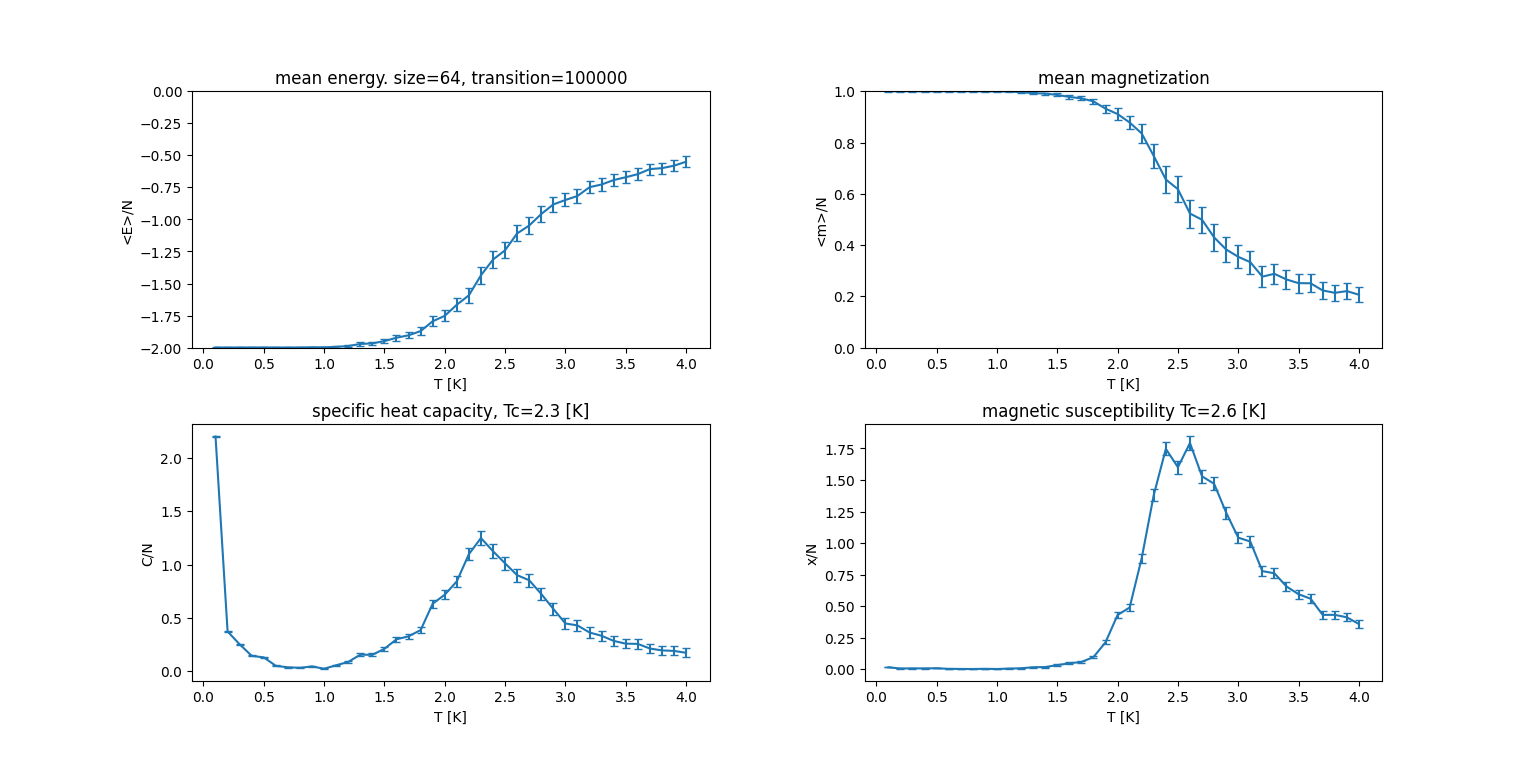 mean energy. size=64, transition=100000
0.00
−0.25
−0.50
−0.75
−1.00
−1.25
−1.50
−1.75
−2.00
<E>/N
0.0 0.5 1.0 1.5 2.0 2.5 3.0 3.5 4.0
T [K]
mean magnetization
1.0
0.8
0.6
0.4
0.2
0.0
<m>/N
0.0 0.5 1.0 1.5 2.0 2.5 3.0 3.5 4.0
T [K]
specific heat capacity, Tc=2.3 [K]
2.0
1.5
1.0
0.5
0.0
C/N
0.0 0.5 1.0 1.5 2.0 2.5 3.0 3.5 4.0
T [K]
magnetic susceptibility Tc=2.6 [K]
1.75
1.50
1.25
1.00
0.75
0.50
0.25
0.00
x/N
0.0 0.5 1.0 1.5 2.0 2.5 3.0 3.5 4.0
T [K]